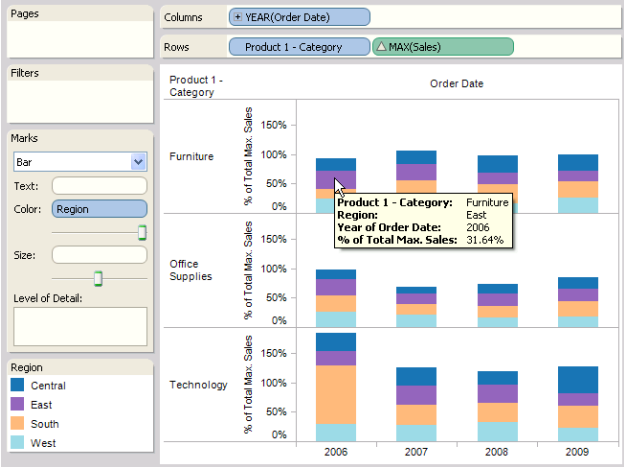 Pages
Columns
YEAR(Order Date)
Rows
Product 1 - Category
MAX(Sales)
Filters
Marks
Bar
Text:
Color:
Region
Size:
Level of Detail:
Region
Central
East
South
West
Product 1 -
Category
Order Date
Furniture
% of Total Max. Sales
150%
100%
50%
0%
Product 1 - Category: Furniture
Region: East
Year of Order Date: 2006
% of Total Max. Sales: 31.64%
Office
Supplies
% of Total Max. Sales
150%
100%
50%
0%
Technology
% of Total Max. Sales
150%
100%
50%
0%
2006 2007 2008 2009